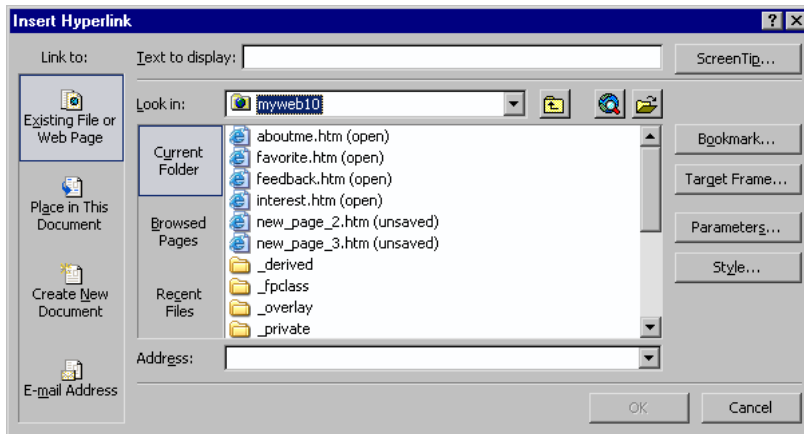 Insert Hyperlink
Link to:
Text to display:
ScreenTip...
Existing File or
Web Page
Look in:
myweb10
Current
Folder
aboutme.htm (open)
favorite.htm (open)
feedback.htm (open)
interest.htm (open)
new_page_2.htm (unsaved)
new_page_3.htm (unsaved)
_derived
_fpclass
_overlay
_private
Bookmark...
Target Frame...
Parameters...
Style...
Place in This
Document
Browsed
Pages
Create New
Document
Recent
Files
E-mail Address
Address:
OK
Cancel